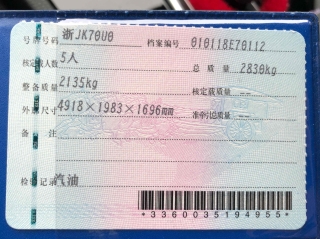 号牌号码 浙JK70U0 档案编号 010118E70112
核定载人数 5人 总质量 2830kg
整备质量 2135kg 核定载质量 --
外廓尺寸 4918×1983×1696mm 准牵引总质量 --
备注
检验记录 汽油
*3360035194955*